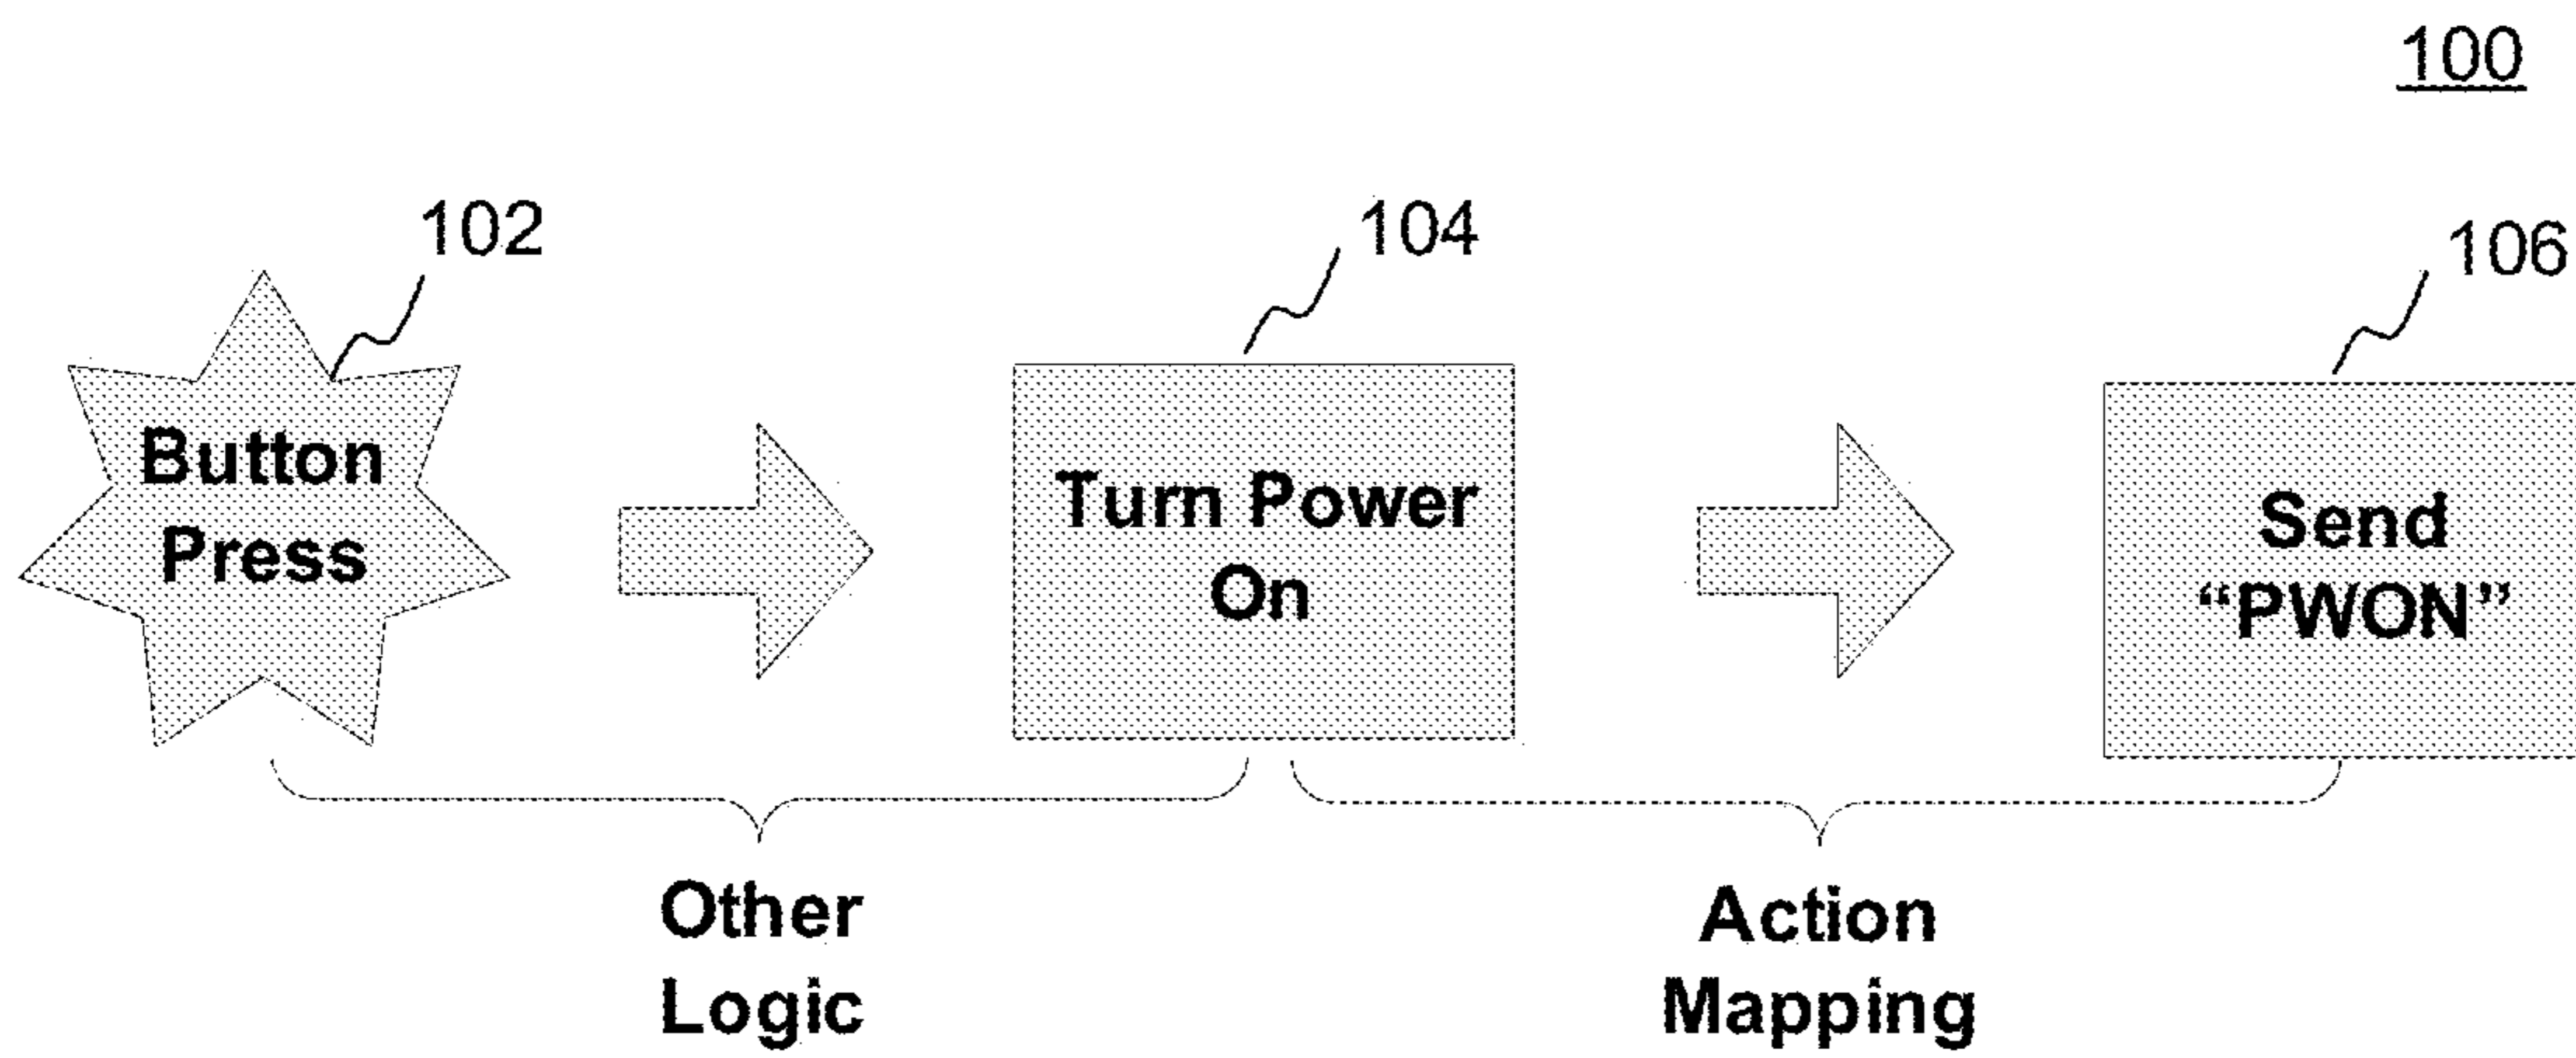 100
102
104
106
Button
Press
Turn Power
On
Send
“PWON”
Other
Logic
Action
Mapping